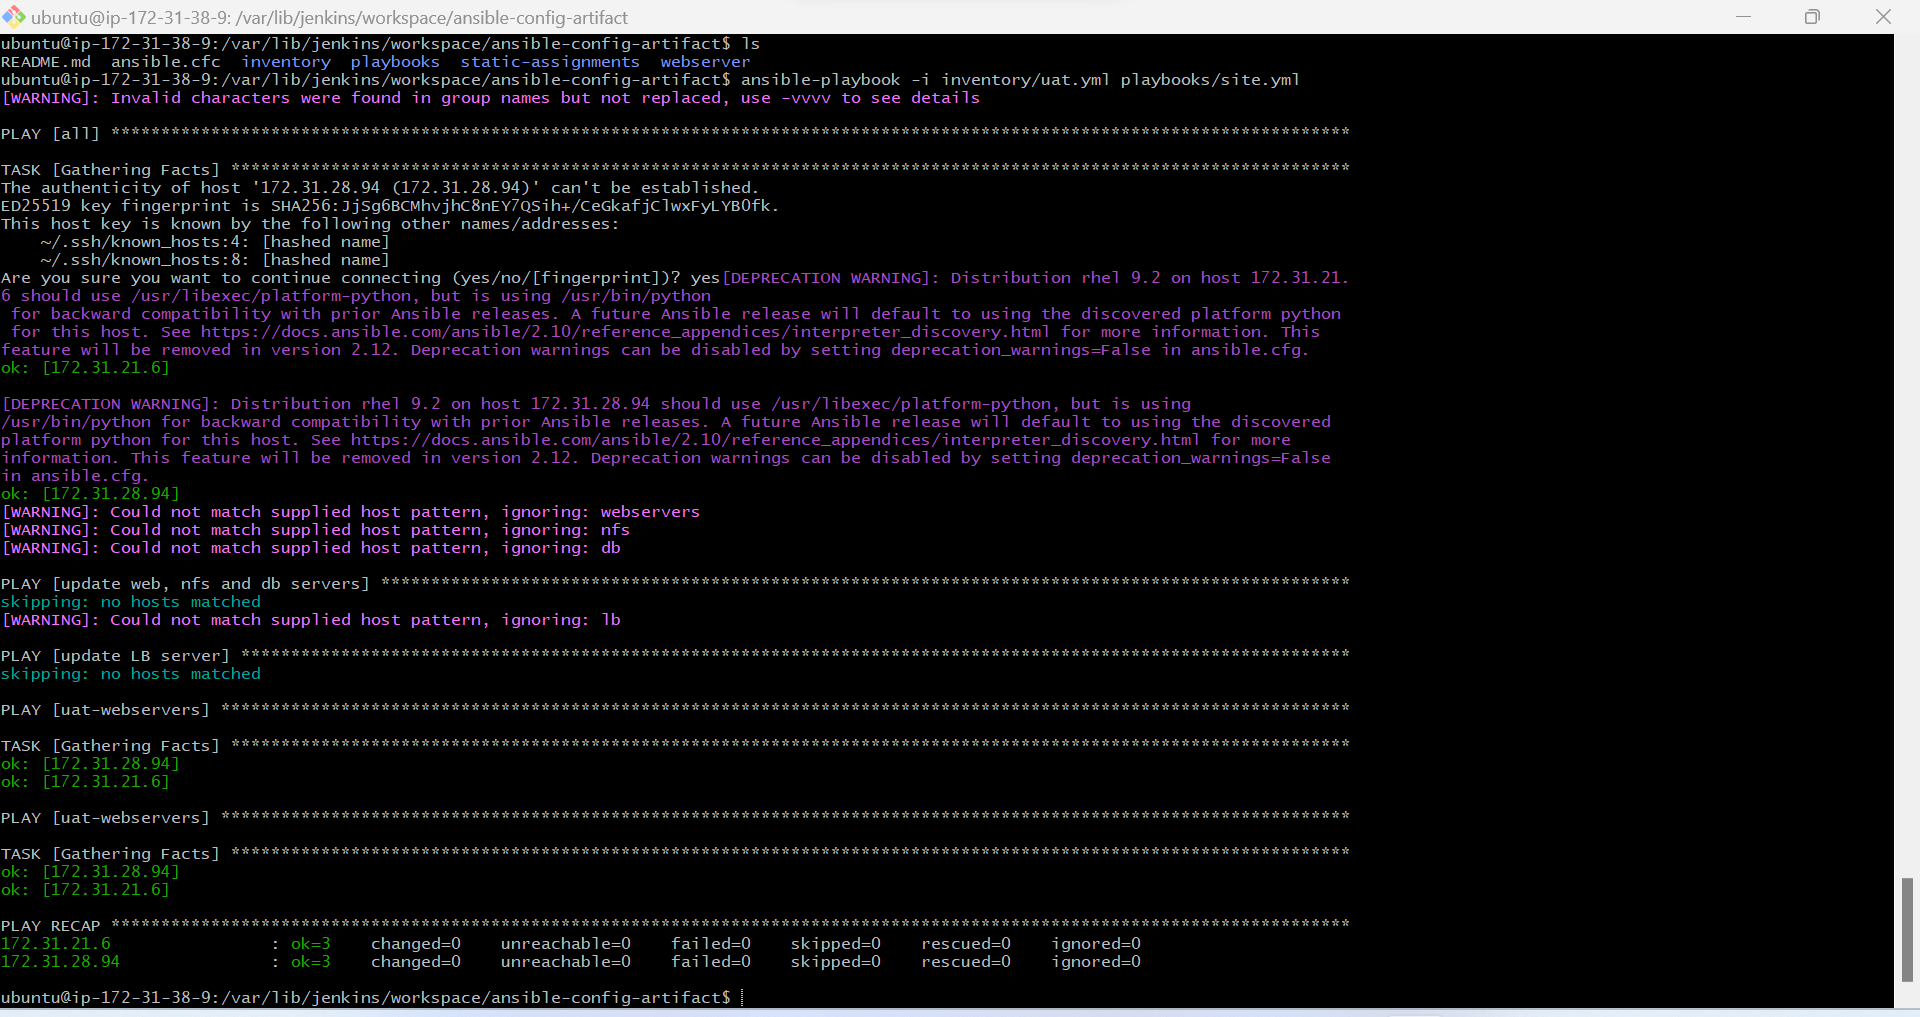 ubuntu@ip-172-31-38-9: /var/lib/jenkins/workspace/ansible-config-artifact
ubuntu@ip-172-31-38-9:/var/lib/jenkins/workspace/ansible-config-artifact$ ls
README.md  ansible.cfc  inventory  playbooks  static-assignments  webserver
ubuntu@ip-172-31-38-9:/var/lib/jenkins/workspace/ansible-config-artifact$ ansible-playbook -i inventory/uat.yml playbooks/site.yml
[WARNING]: Invalid characters were found in group names but not replaced, use -vvvv to see details
PLAY [all] ****************************************************************************************************************************
TASK [Gathering Facts] ****************************************************************************************************************
The authenticity of host '172.31.28.94 (172.31.28.94)' can't be established.
ED25519 key fingerprint is SHA256:JjSg6BCMhvjhC8nEY7QSih+/CeGkafjClwxFyLYB0fk.
This host key is known by the following other names/addresses:
    ~/.ssh/known_hosts:4: [hashed name]
    ~/.ssh/known_hosts:8: [hashed name]
Are you sure you want to continue connecting (yes/no/[fingerprint])? yes[DEPRECATION WARNING]: Distribution rhel 9.2 on host 172.31.21.
6 should use /usr/libexec/platform-python, but is using /usr/bin/python
 for backward compatibility with prior Ansible releases. A future Ansible release will default to using the discovered platform python
 for this host. See https://docs.ansible.com/ansible/2.10/reference_appendices/interpreter_discovery.html for more information. This
feature will be removed in version 2.12. Deprecation warnings can be disabled by setting deprecation_warnings=False in ansible.cfg.
ok: [172.31.21.6]
[DEPRECATION WARNING]: Distribution rhel 9.2 on host 172.31.28.94 should use /usr/libexec/platform-python, but is using
/usr/bin/python for backward compatibility with prior Ansible releases. A future Ansible release will default to using the discovered
platform python for this host. See https://docs.ansible.com/ansible/2.10/reference_appendices/interpreter_discovery.html for more
information. This feature will be removed in version 2.12. Deprecation warnings can be disabled by setting deprecation_warnings=False
in ansible.cfg.
ok: [172.31.28.94]
[WARNING]: Could not match supplied host pattern, ignoring: webservers
[WARNING]: Could not match supplied host pattern, ignoring: nfs
[WARNING]: Could not match supplied host pattern, ignoring: db
PLAY [update web, nfs and db servers] *************************************************************************************************
skipping: no hosts matched
[WARNING]: Could not match supplied host pattern, ignoring: lb
PLAY [update LB server] ***************************************************************************************************************
skipping: no hosts matched
PLAY [uat-webservers] *****************************************************************************************************************
TASK [Gathering Facts] ****************************************************************************************************************
ok: [172.31.28.94]
ok: [172.31.21.6]
PLAY [uat-webservers] *****************************************************************************************************************
TASK [Gathering Facts] ****************************************************************************************************************
ok: [172.31.28.94]
ok: [172.31.21.6]
PLAY RECAP ****************************************************************************************************************************
172.31.21.6                : ok=3    changed=0    unreachable=0    failed=0    skipped=0    rescued=0    ignored=0
172.31.28.94               : ok=3    changed=0    unreachable=0    failed=0    skipped=0    rescued=0    ignored=0
ubuntu@ip-172-31-38-9:/var/lib/jenkins/workspace/ansible-config-artifact$